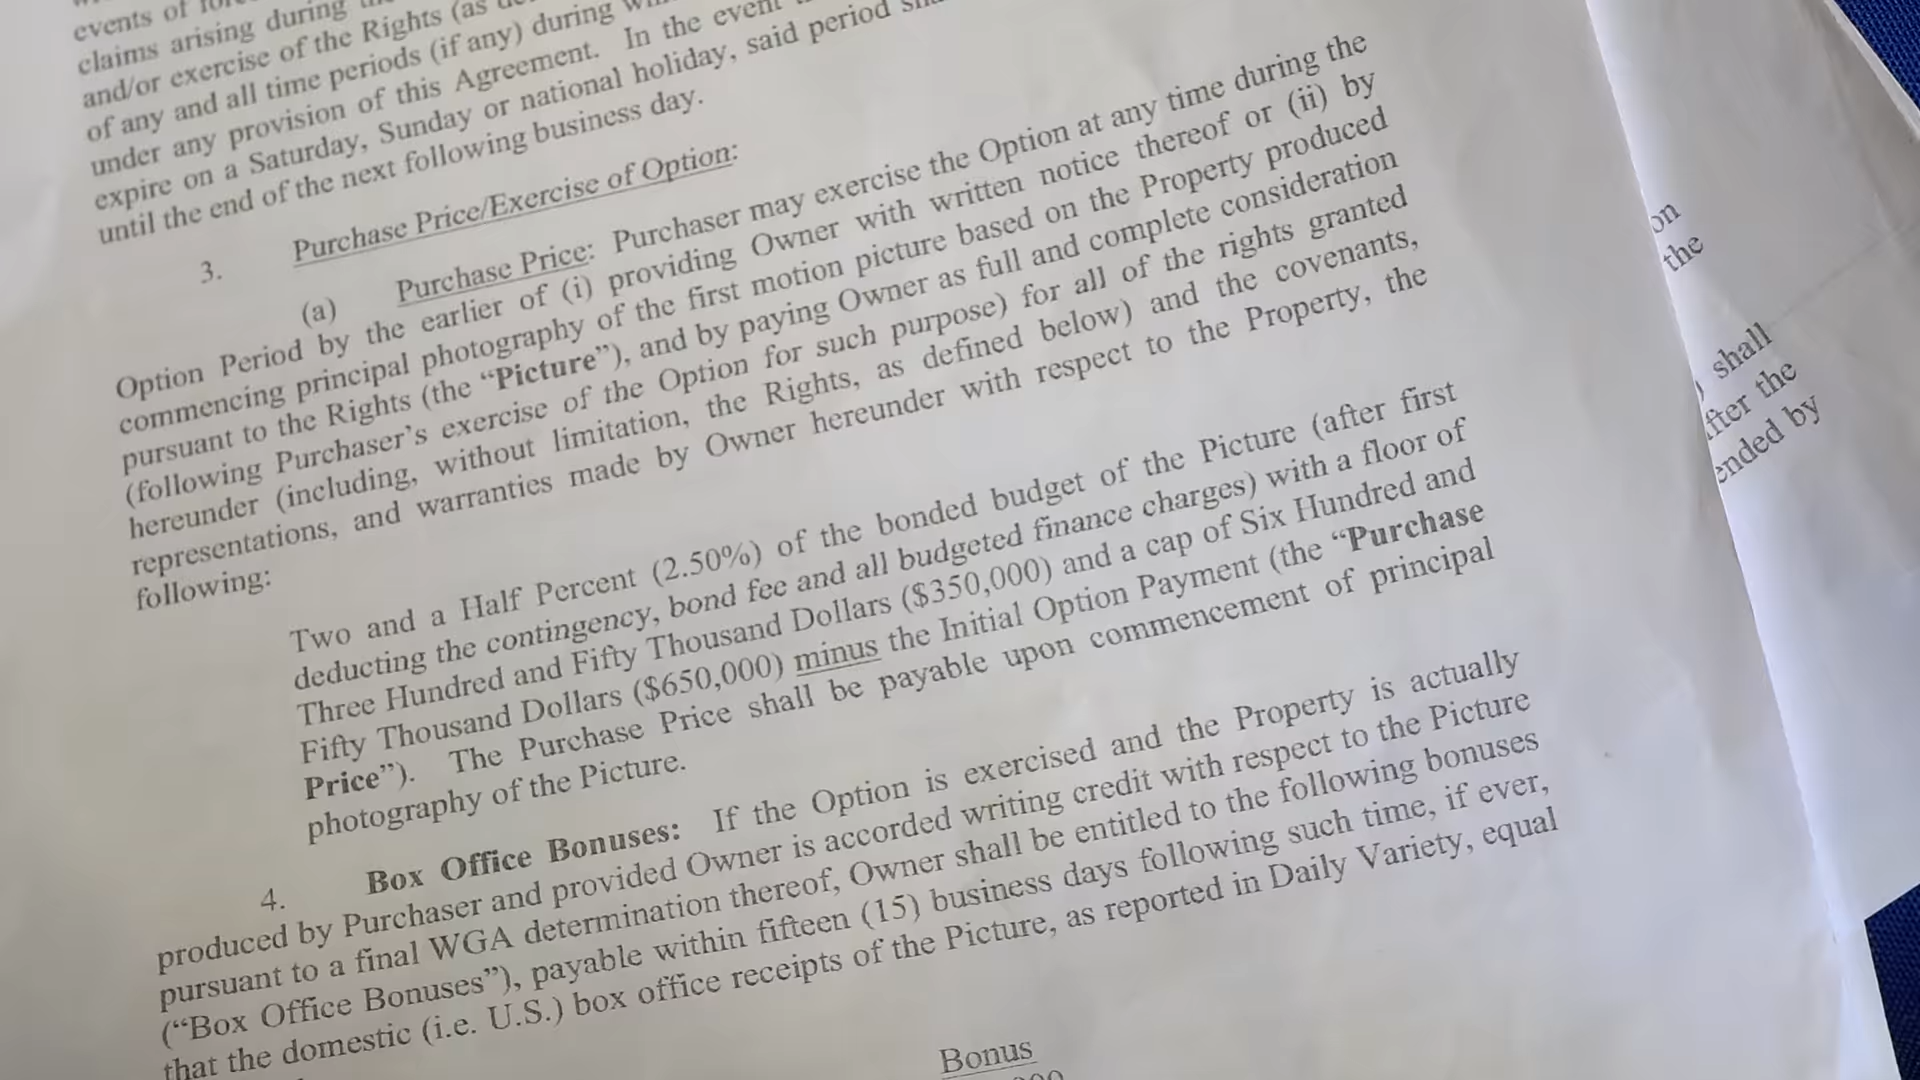 events of
claims arising during
and/or exercise of the Rights (as
of any and all time periods (if any) during
under any provision of this Agreement. In the event
expire on a Saturday, Sunday or national holiday, said period
until the end of the next following business day.
3. Purchase Price/Exercise of Option:
(a) Purchase Price: Purchaser may exercise the Option at any time during the
Option Period by the earlier of (i) providing Owner with written notice thereof or (ii) by
commencing principal photography of the first motion picture based on the Property produced
pursuant to the Rights (the “Picture”), and by paying Owner as full and complete consideration
(following Purchaser’s exercise of the Option for such purpose) for all of the rights granted
hereunder (including, without limitation, the Rights, as defined below) and the covenants,
representations, and warranties made by Owner hereunder with respect to the Property, the
following:
Two and a Half Percent (2.50%) of the bonded budget of the Picture (after first
deducting the contingency, bond fee and all budgeted finance charges) with a floor of
Three Hundred and Fifty Thousand Dollars ($350,000) and a cap of Six Hundred and
Fifty Thousand Dollars ($650,000) minus the Initial Option Payment (the “Purchase
Price”). The Purchase Price shall be payable upon commencement of principal
photography of the Picture.
4. Box Office Bonuses: If the Option is exercised and the Property is actually
produced by Purchaser and provided Owner is accorded writing credit with respect to the Picture
pursuant to a final WGA determination thereof, Owner shall be entitled to the following bonuses
(“Box Office Bonuses”), payable within fifteen (15) business days following such time, if ever,
that the domestic (i.e. U.S.) box office receipts of the Picture, as reported in Daily Variety, equal
Bonus
on
the
) shall
fter the
ended by